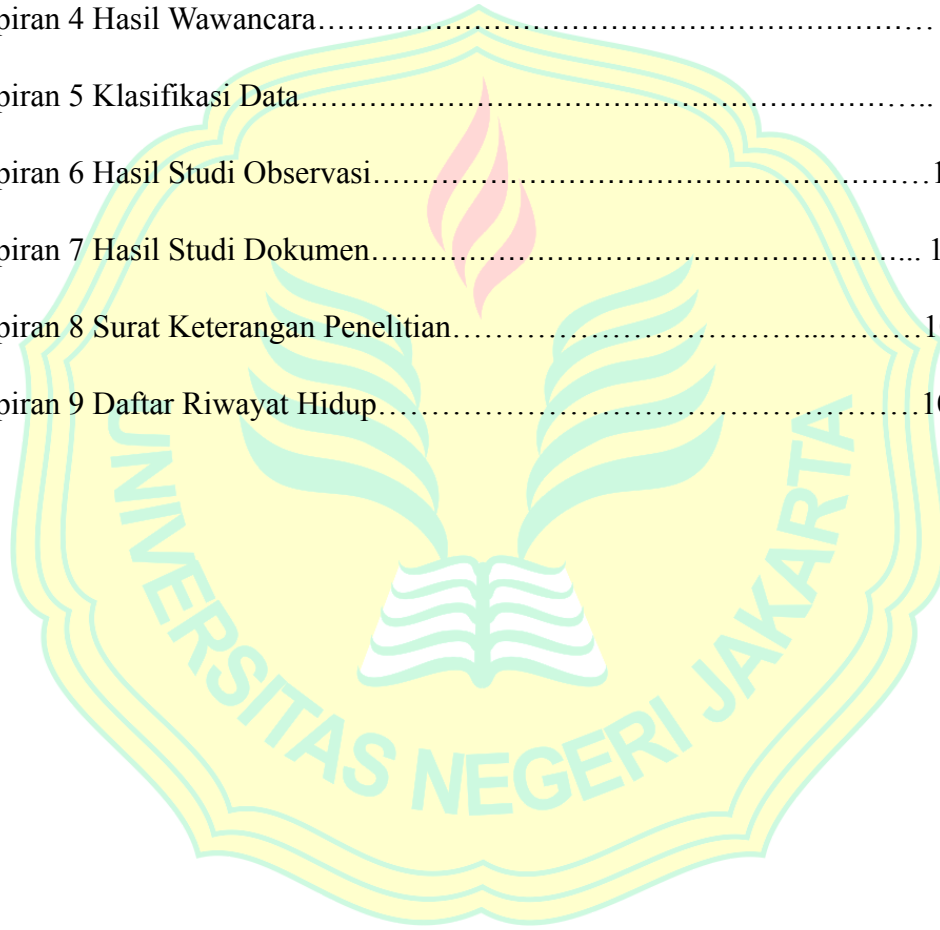 piran 4 Hasil Wawancara……………………………………………………………
piran 5 Klasifikasi Data…………………………………………………………..
piran 6 Hasil Studi Observasi…………………………………………………1
piran 7 Hasil Studi Dokumen………………………………………………... 1
piran 8 Surat Keterangan Penelitian………………………………...………1
piran 9 Daftar Riwayat Hidup………………………………………………1
UNIVERSITAS NEGERI JAKARTA